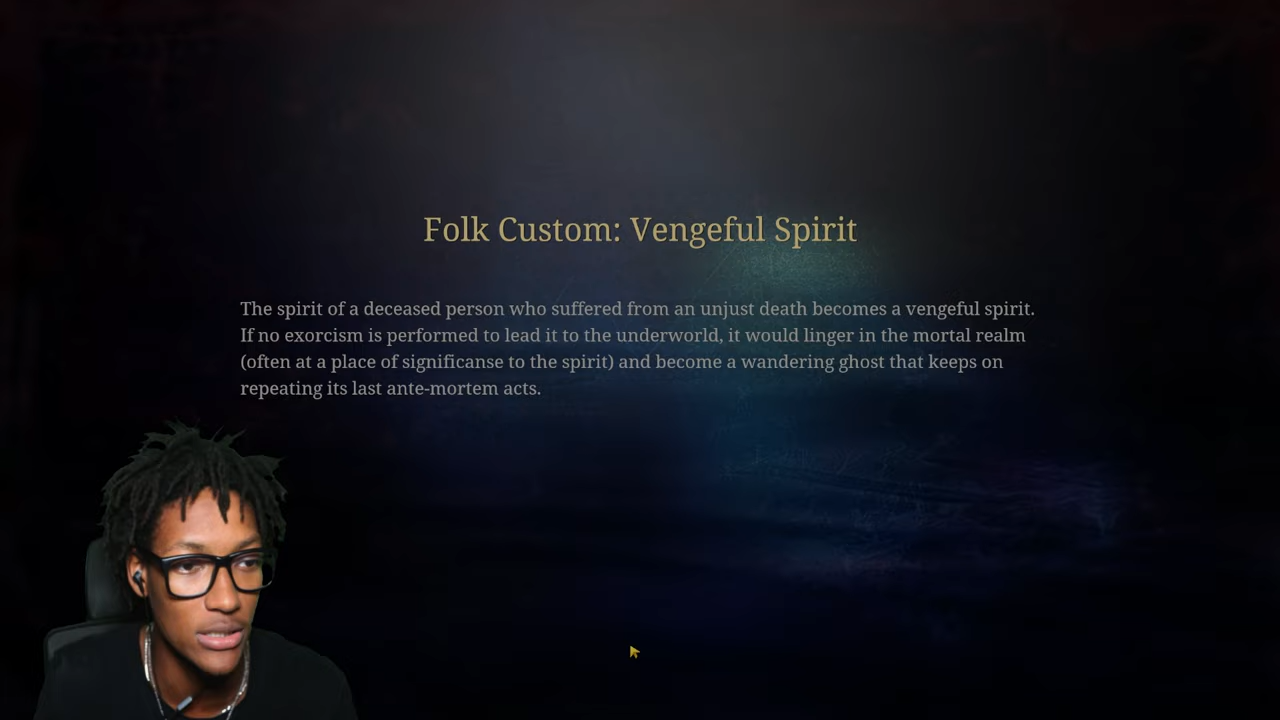 Folk Custom: Vengeful Spirit
The spirit of a deceased person who suffered from an unjust death becomes a vengeful spirit.
If no exorcism is performed to lead it to the underworld, it would linger in the mortal realm
(often at a place of significanse to the spirit) and become a wandering ghost that keeps on
repeating its last ante-mortem acts.